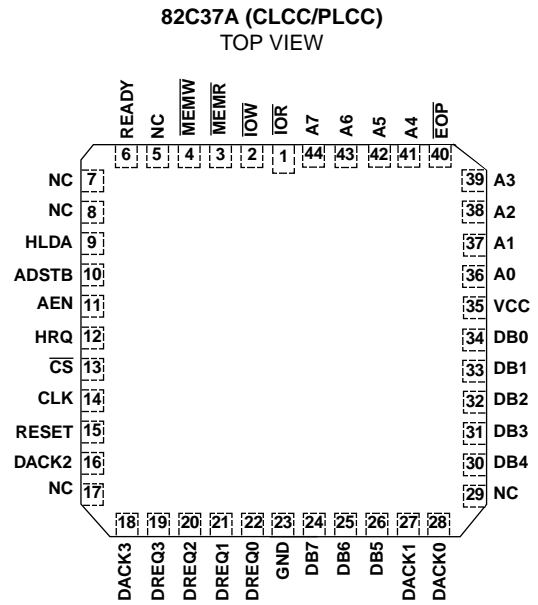 82C37A (CLCC/PLCC)
TOP VIEW
READY
NC
MEMW
MEMR
IOW
IOR
A7
A6
A5
A4
EOP
6 5 4 3 2 1 44 43 42 41 40
NC 7
NC 8
HLDA 9
ADSTB 10
AEN 11
HRQ 12
CS 13
CLK 14
RESET 15
DACK2 16
NC 17
39 A3
38 A2
37 A1
36 A0
35 VCC
34 DB0
33 DB1
32 DB2
31 DB3
30 DB4
29 NC
18 19 20 21 22 23 24 25 26 27 28
DACK3
DREQ3
DREQ2
DREQ1
DREQ0
GND
DB7
DB6
DB5
DACK1
DACK0